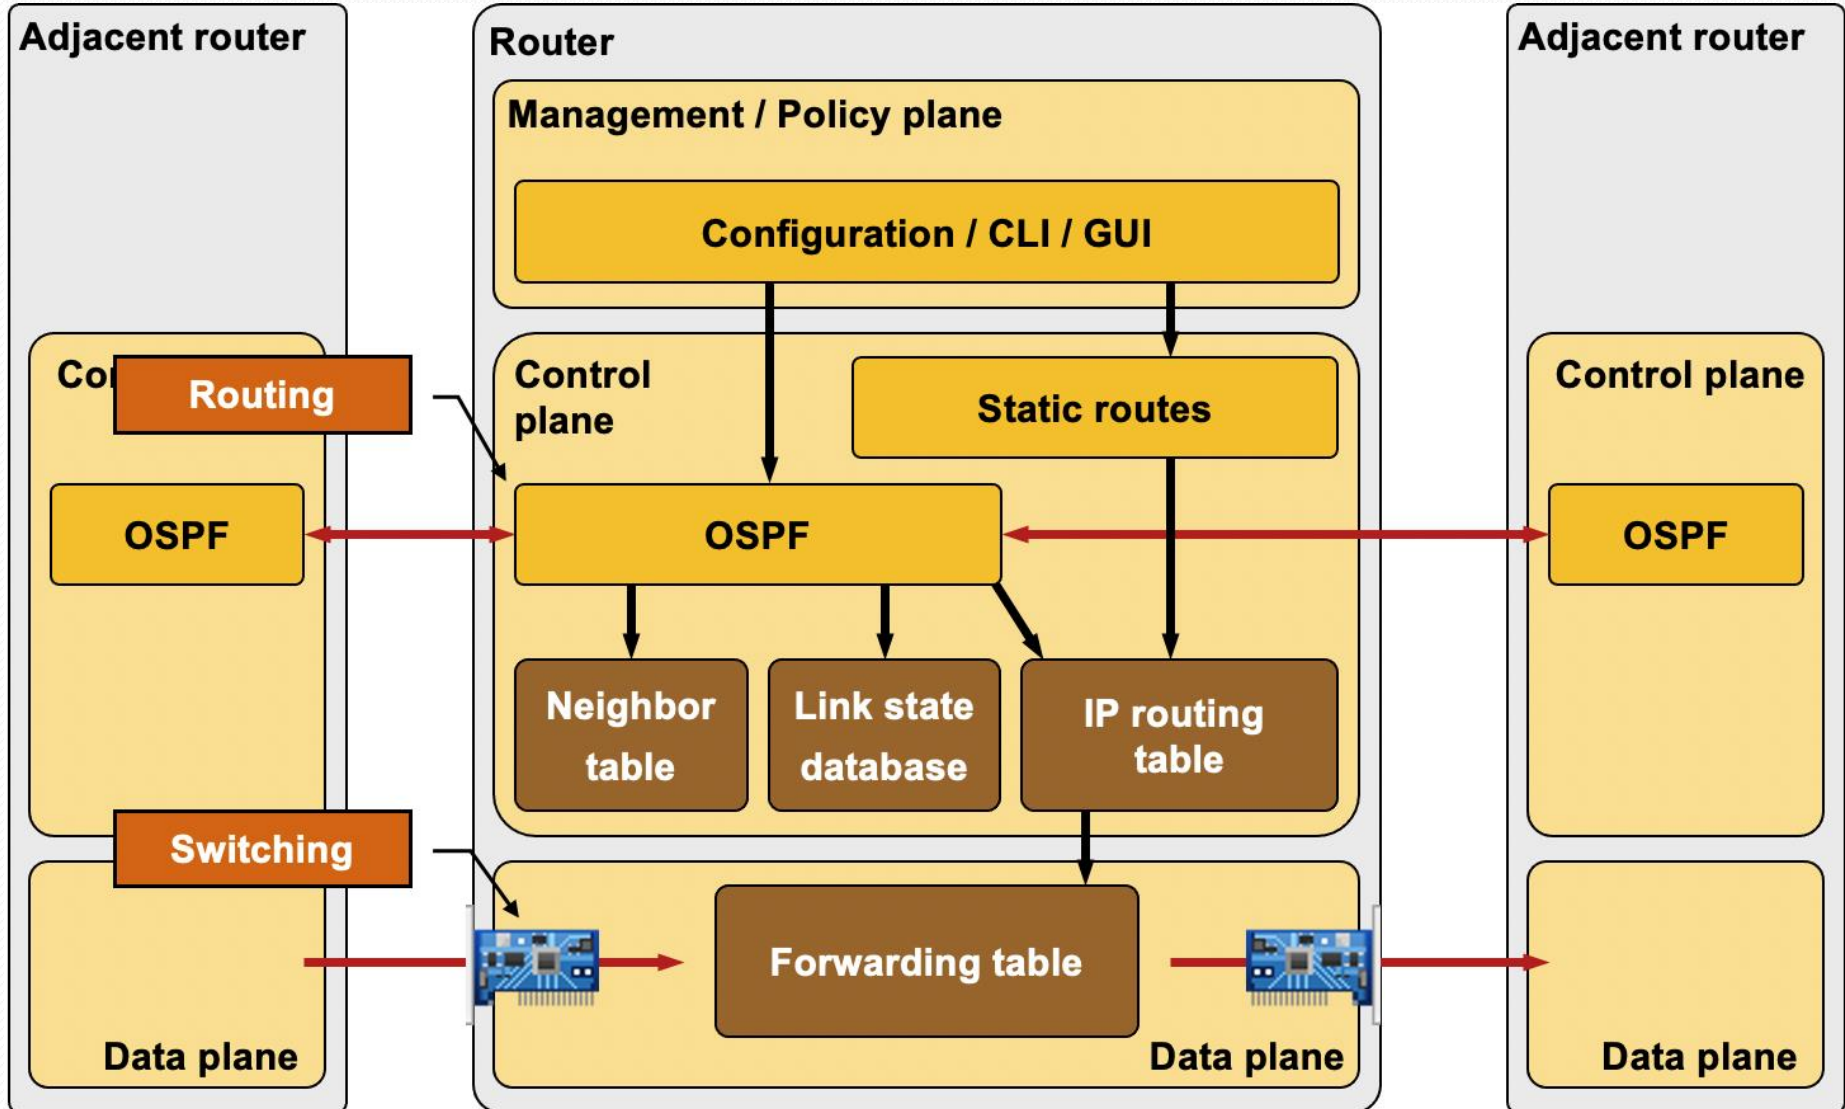 Adjacent router
Router
Adjacent router
Management / Policy plane
Configuration / CLI / GUI
Routing
Control
plane
Static routes
Control plane
OSPF
OSPF
OSPF
Neighbor
table
Link state
database
IP routing
table
Switching
Forwarding table
Data plane
Data plane
Data plane